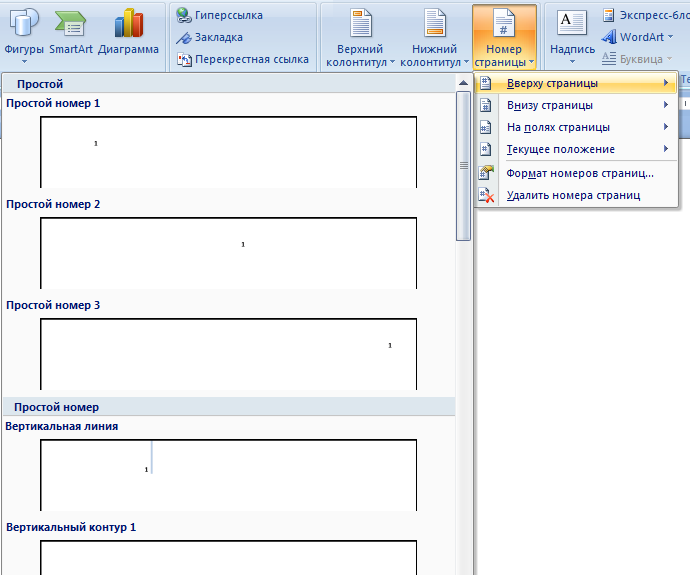 Фигуры SmartArt Диаграмма
Гиперссылка
Закладка
Перекрестная ссылка
Верхний колонтитул
Нижний колонтитул
Номер страницы
Надпись
Экспресс-бло
WordArt
Буквица
Те
Вверху страницы
Внизу страницы
На полях страницы
Текущее положение
Формат номеров страниц...
Удалить номера страниц
Простой
Простой номер 1
1
Простой номер 2
1
Простой номер 3
1
Простой номер
Вертикальная линия
1
Вертикальный контур 1